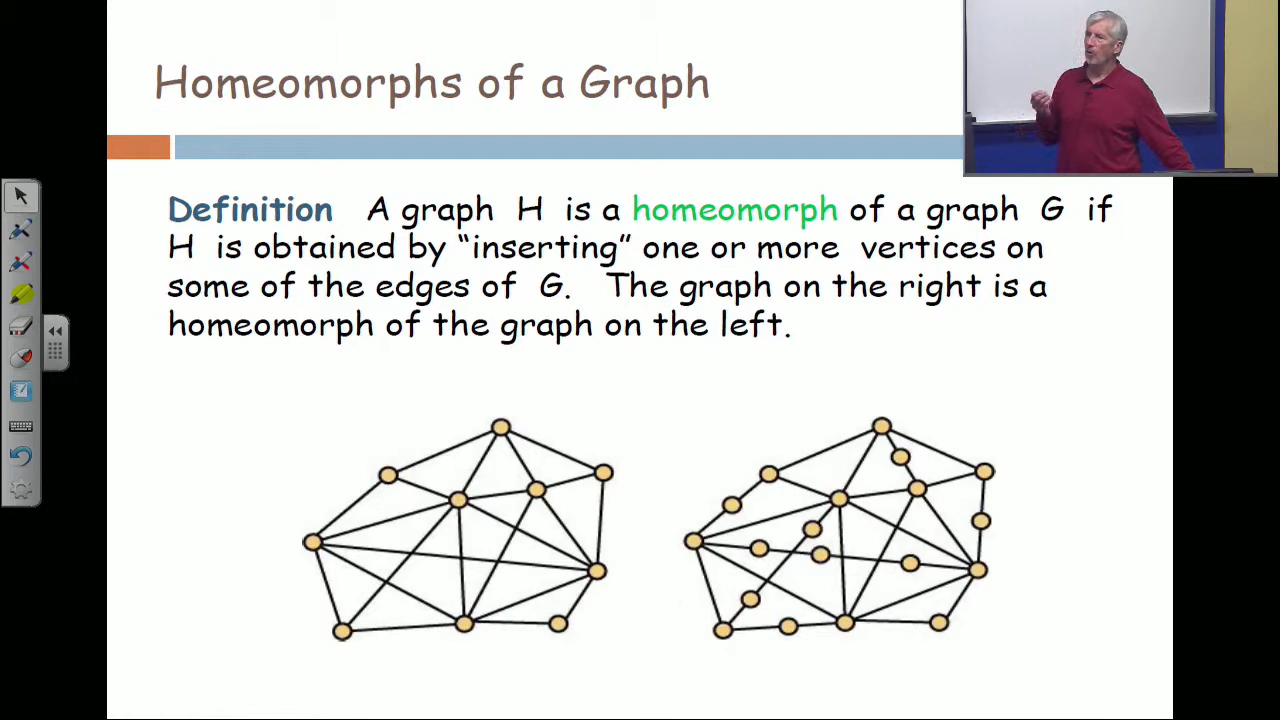 Homeomorphs of a Graph
Definition A graph H is a homeomorph of a graph G if
H is obtained by “inserting” one or more vertices on
some of the edges of G. The graph on the right is a
homeomorph of the graph on the left.